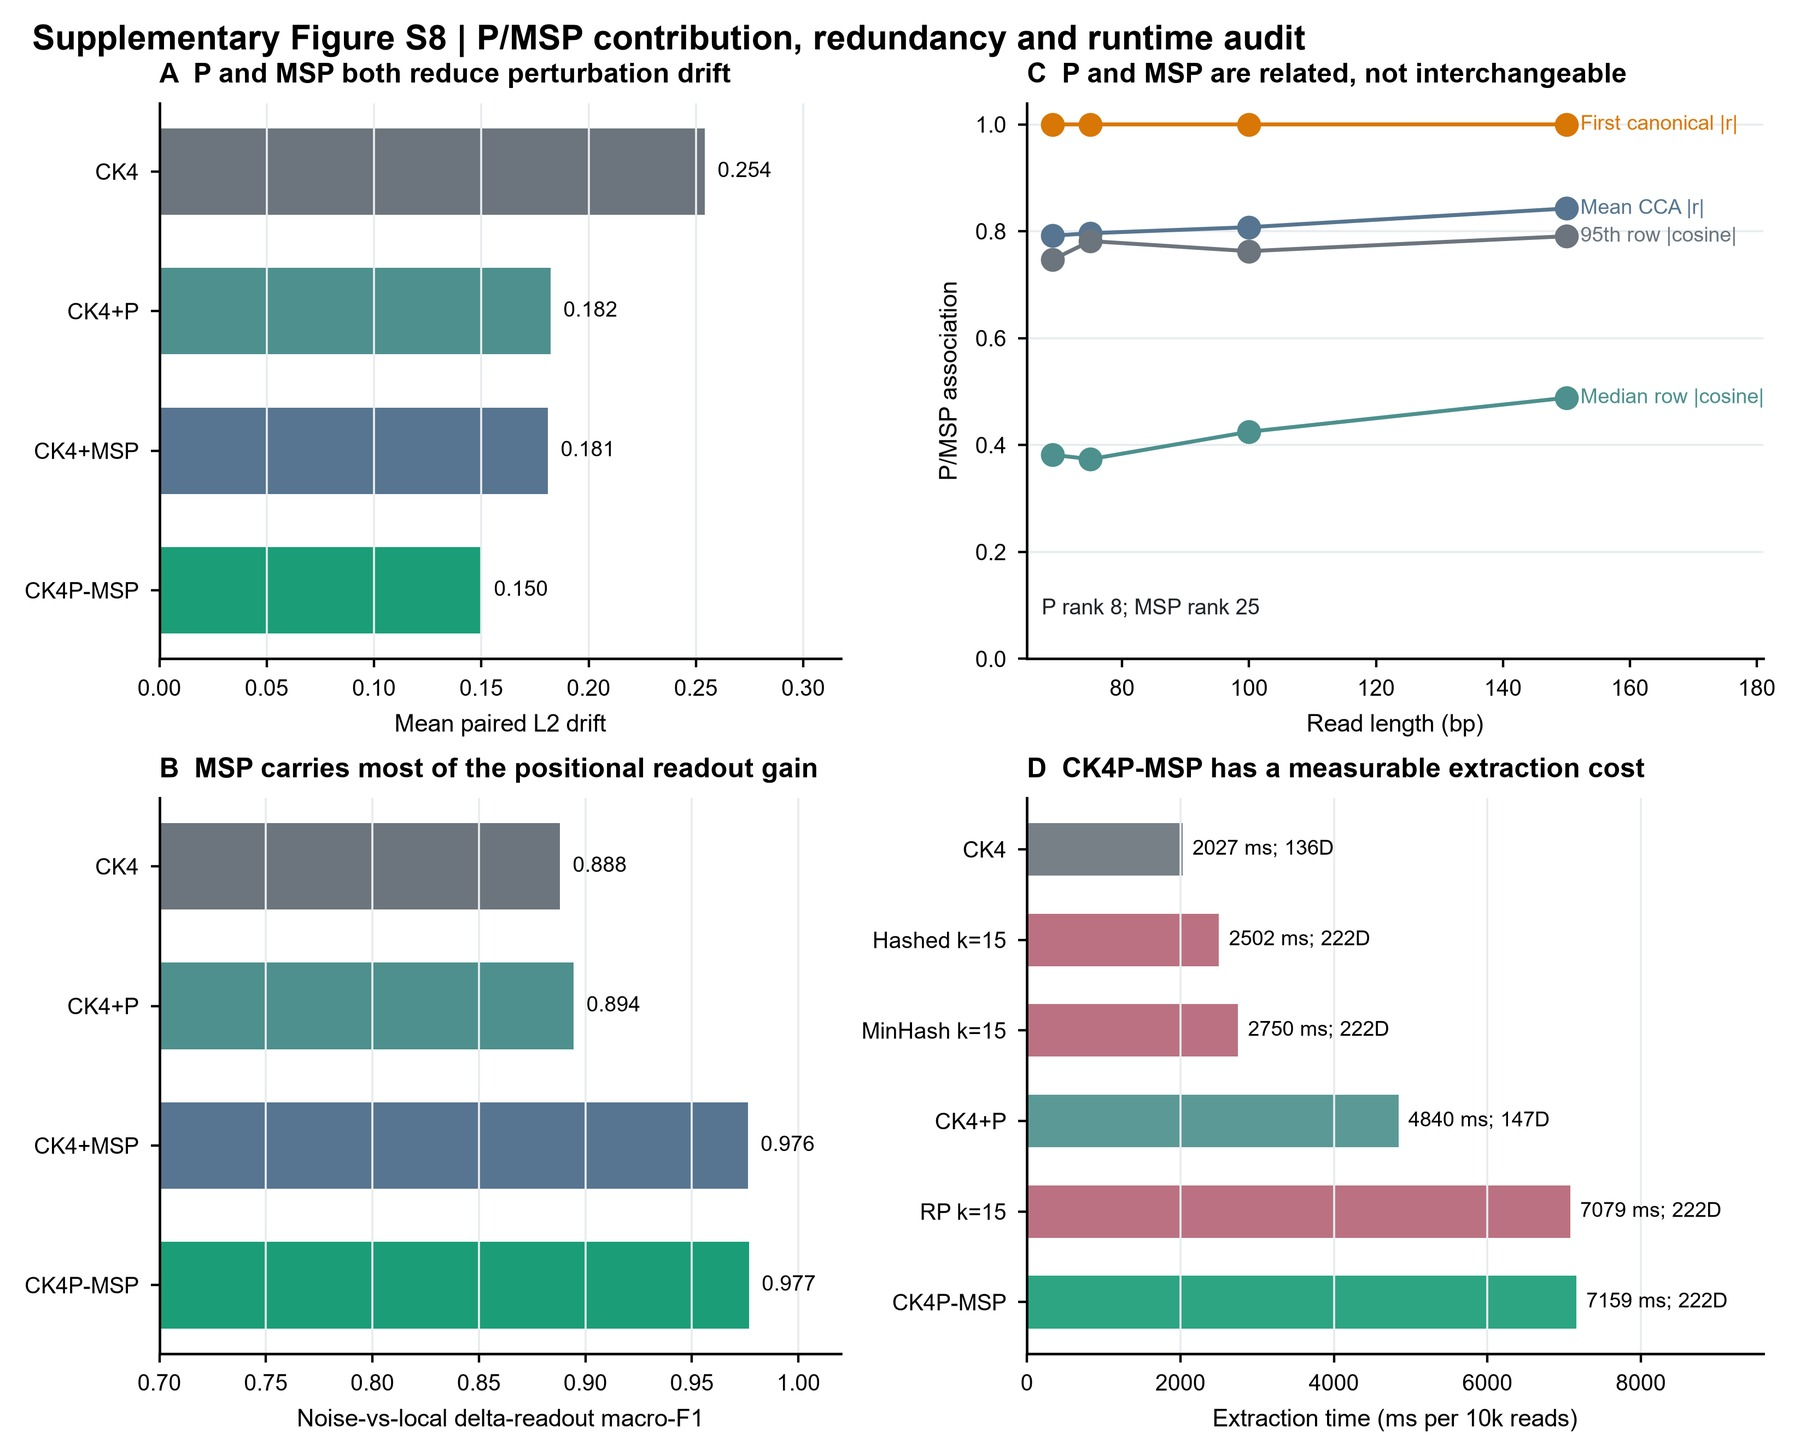 Supplementary Figure S8 | P/MSP contribution, redundancy and runtime audit
A P and MSP both reduce perturbation drift
CK4
0.254
CK4+P
0.182
CK4+MSP
0.181
CK4P-MSP
0.150
0.00 0.05 0.10 0.15 0.20 0.25 0.30
Mean paired L2 drift
B MSP carries most of the positional readout gain
CK4
0.888
CK4+P
0.894
CK4+MSP
0.976
CK4P-MSP
0.977
0.70 0.75 0.80 0.85 0.90 0.95 1.00
Noise-vs-local delta-readout macro-F1
C P and MSP are related, not interchangeable
P/MSP association
1.0
0.8
0.6
0.4
0.2
0.0
First canonical |r|
Mean CCA |r|
95th row |cosine|
Median row |cosine|
P rank 8; MSP rank 25
80 100 120 140 160 180
Read length (bp)
D CK4P-MSP has a measurable extraction cost
CK4
2027 ms; 136D
Hashed k=15
2502 ms; 222D
MinHash k=15
2750 ms; 222D
CK4+P
4840 ms; 147D
RP k=15
7079 ms; 222D
CK4P-MSP
7159 ms; 222D
0 2000 4000 6000 8000
Extraction time (ms per 10k reads)